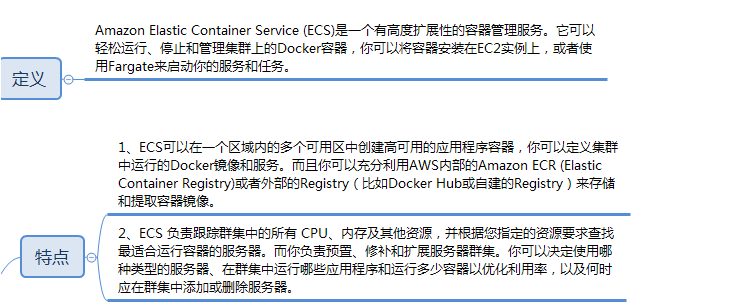 Amazon Elastic Container Service (ECS)是一个有高度扩展性的容器管理服务。它可以
轻松运行、停止和管理集群上的Docker容器，你可以将容器安装在EC2实例上，或者使
用Fargate来启动你的服务和任务。
定义
1、ECS可以在一个区域内的多个可用区中创建高可用的应用程序容器，你可以定义集群
中运行的Docker镜像和服务。而且你可以充分利用AWS内部的Amazon ECR (Elastic
Container Registry)或者外部的Registry（比如Docker Hub或自建的Registry）来存储
和提取容器镜像。
特点
2、ECS 负责跟踪群集中的所有 CPU、内存及其他资源，并根据您指定的资源要求查找
最适合运行容器的服务器。而你负责预置、修补和扩展服务器群集。你可以决定使用哪
种类型的服务器、在群集中运行哪些应用程序和运行多少容器以优化利用率，以及何时
应在群集中添加或删除服务器。